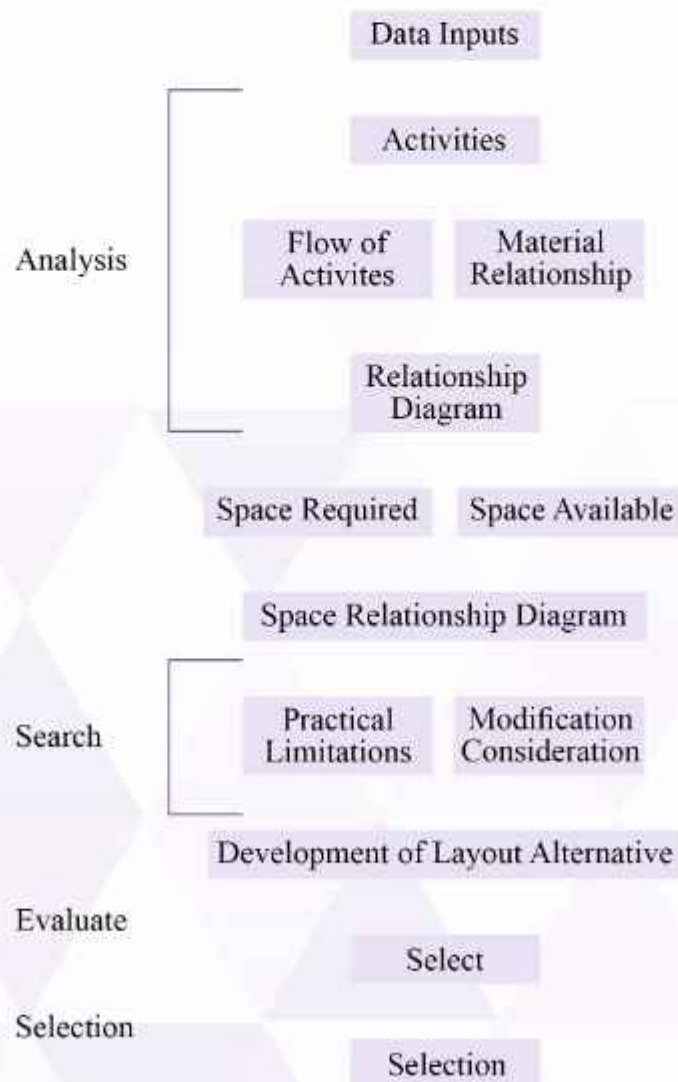 Data Inputs
Activities
Analysis
Flow of
Activites
Material
Relationship
Relationship
Diagram
Space Required
Space Available
Space Relationship Diagram
Search
Practical
Limitations
Modification
Consideration
Development of Layout Alternative
Evaluate
Select
Selection
Selection